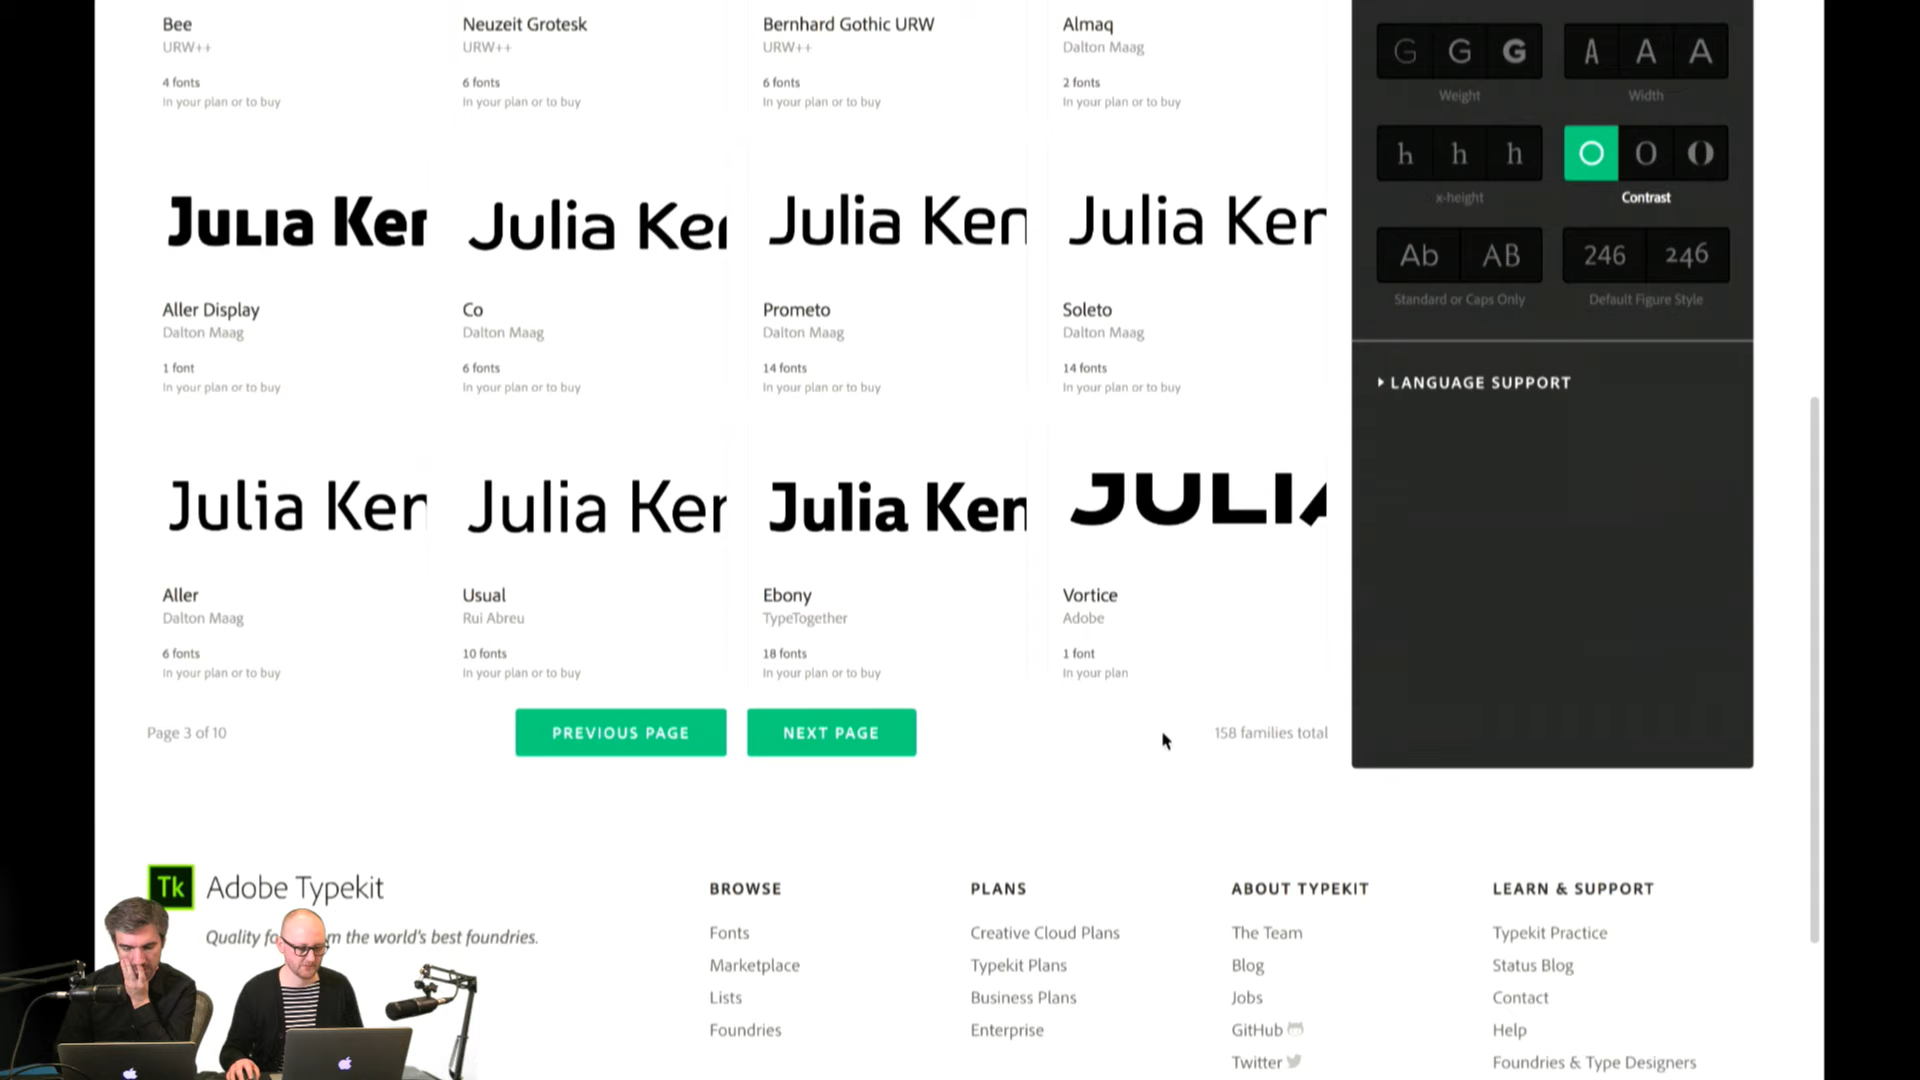 Bee
URW++
4 fonts
In your plan or to buy
Neuzeit Grotesk
URW++
6 fonts
In your plan or to buy
Bernhard Gothic URW
URW++
6 fonts
In your plan or to buy
Almaq
Dalton Maag
2 fonts
In your plan or to buy
Julia Ken
Aller Display
Dalton Maag
1 font
In your plan or to buy
Julia Ken
Co
Dalton Maag
6 fonts
In your plan or to buy
Julia Ken
Prometo
Dalton Maag
14 fonts
In your plan or to buy
Julia Ken
Soleto
Dalton Maag
14 fonts
In your plan or to buy
Julia Ken
Aller
Dalton Maag
6 fonts
In your plan or to buy
Julia Ken
Usual
Rui Abreu
10 fonts
In your plan or to buy
Julia Ken
Ebony
TypeTogether
18 fonts
In your plan or to buy
JULIA
Vortice
Adobe
1 font
In your plan
Page 3 of 10
PREVIOUS PAGE
NEXT PAGE
158 families total
G G G
Weight
A A A
Width
h h h
x-height
O O O
Contrast
Ab AB
Standard or Caps Only
246 246
Default Figure Style
LANGUAGE SUPPORT
Tk Adobe Typekit
the world's best foundries.
BROWSE
Fonts
Marketplace
Lists
Foundries
PLANS
Creative Cloud Plans
Typekit Plans
Business Plans
Enterprise
ABOUT TYPEKIT
The Team
Blog
Jobs
GitHub
Twitter
LEARN & SUPPORT
Typekit Practice
Status Blog
Contact
Help
Foundries & Type Designers